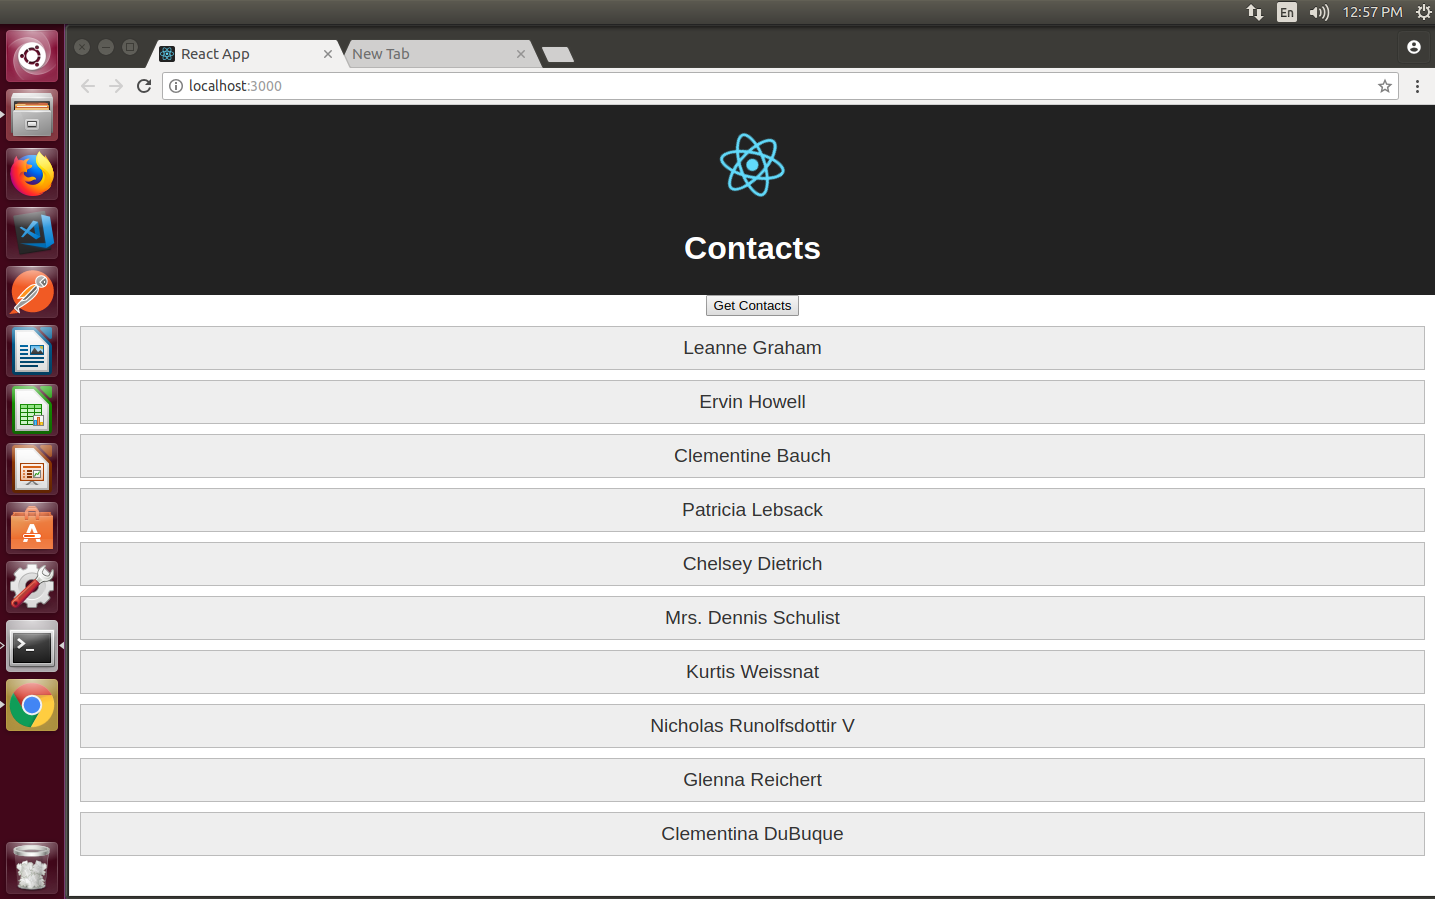 En
12:57 PM
React App
New Tab
localhost:3000
Contacts
Get Contacts
Leanne Graham
Ervin Howell
Clementine Bauch
Patricia Lebsack
Chelsey Dietrich
Mrs. Dennis Schulist
Kurtis Weissnat
Nicholas Runolfsdottir V
Glenna Reichert
Clementina DuBuque